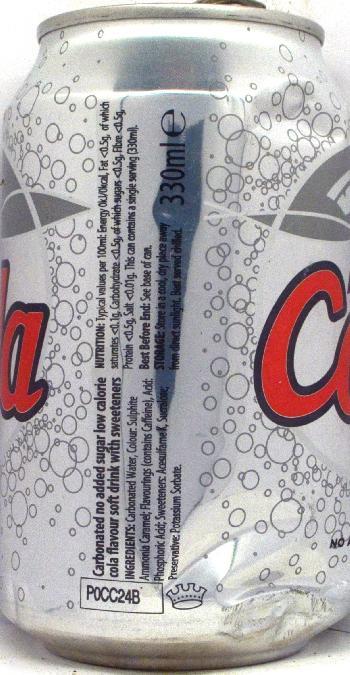 la
Carbonated no added sugar low calorie
cola flavour soft drink with sweeteners
INGREDIENTS: Carbonated Water, Colour: Sulphite
Ammonia Caramel; Flavourings (contains Caffeine), Acid:
Phosphoric Acid; Sweeteners: Acesulfame K, Sucralose;
Preservative: Potassium Sorbate.
NUTRITION: Typical values per 100ml: Energy 0kJ/0kcal, Fat <0.5g, of which
saturates <0.1g, Carbohydrate <0.5g, of which sugars <0.5g, Fibre <0.5g,
Protein <0.5g, Salt <0.01g. This can contains a single serving (330ml).
Best Before End: See base of can.
STORAGE: Store in a cool, dry place away
from direct sunlight. Best served chilled.
330ml e
POCC24B
C
NO